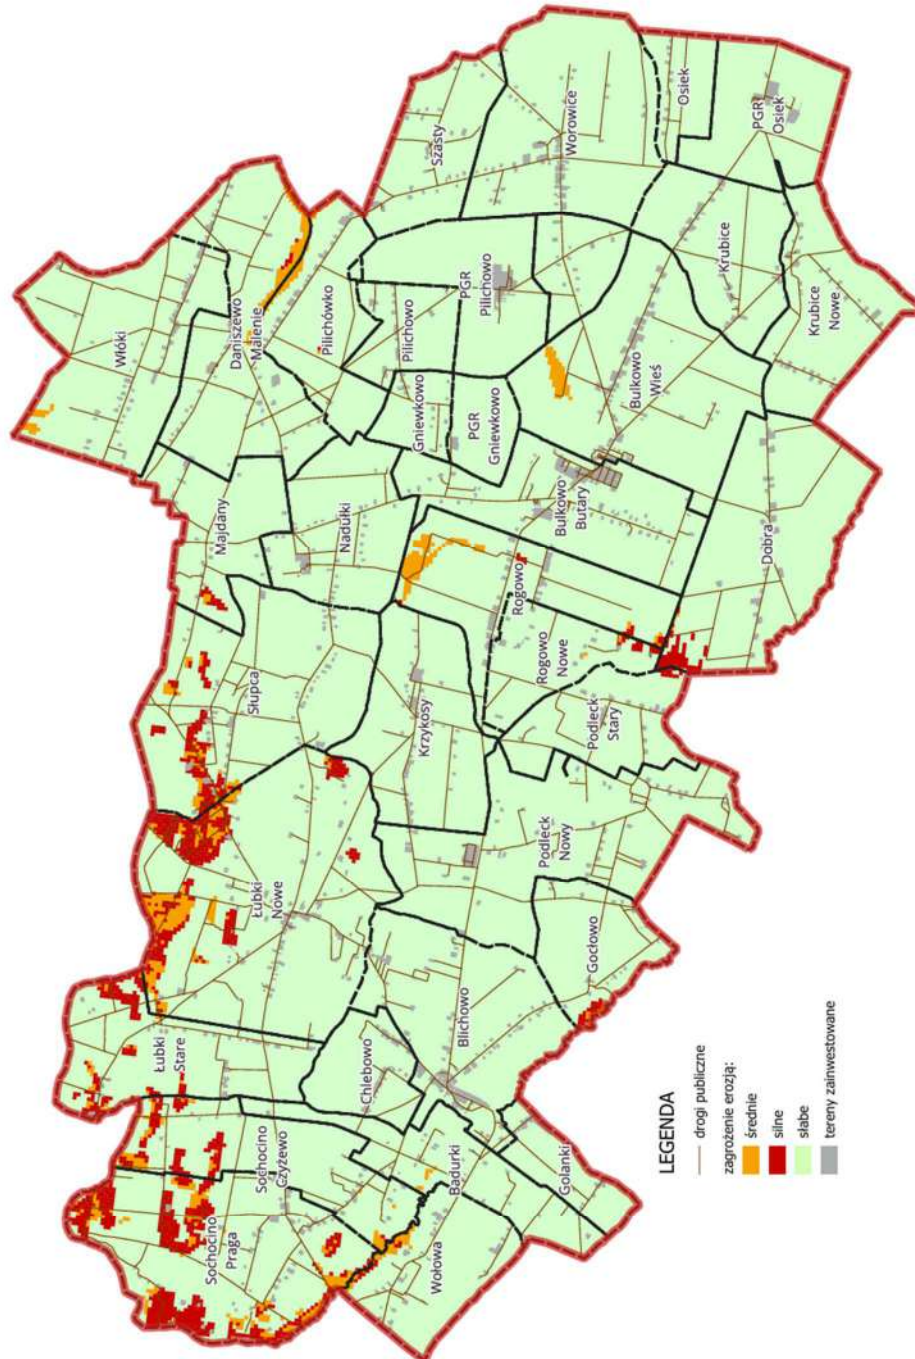 Włóki
Łubki
Stare
Sochocino
Praga
Majdany
Daniszewo
Malenie
Słupca
Łubki
Nowe
Sochocino
Czyżewo
Pilichówko
Nadułki
Chlebowo
Pilichowo
Gniewkowo
Krzykosy
Wołowa
Szasty
Badurki
Blichowo
PGR
Pilichowo
PGR
Gniewkowo
Rogowo
Podleck
Nowy
Rogowo
Nowe
Bulkowo
Butary
Golanki
Worowice
Gocłowo
Podleck
Stary
Bulkowo
Wieś
Osiek
Krubice
PGR
Osiek
Dobra
Krubice
Nowe
LEGENDA
drogi publiczne
zagrożenie erozją:
średnie
silne
słabe
tereny zainwestowane